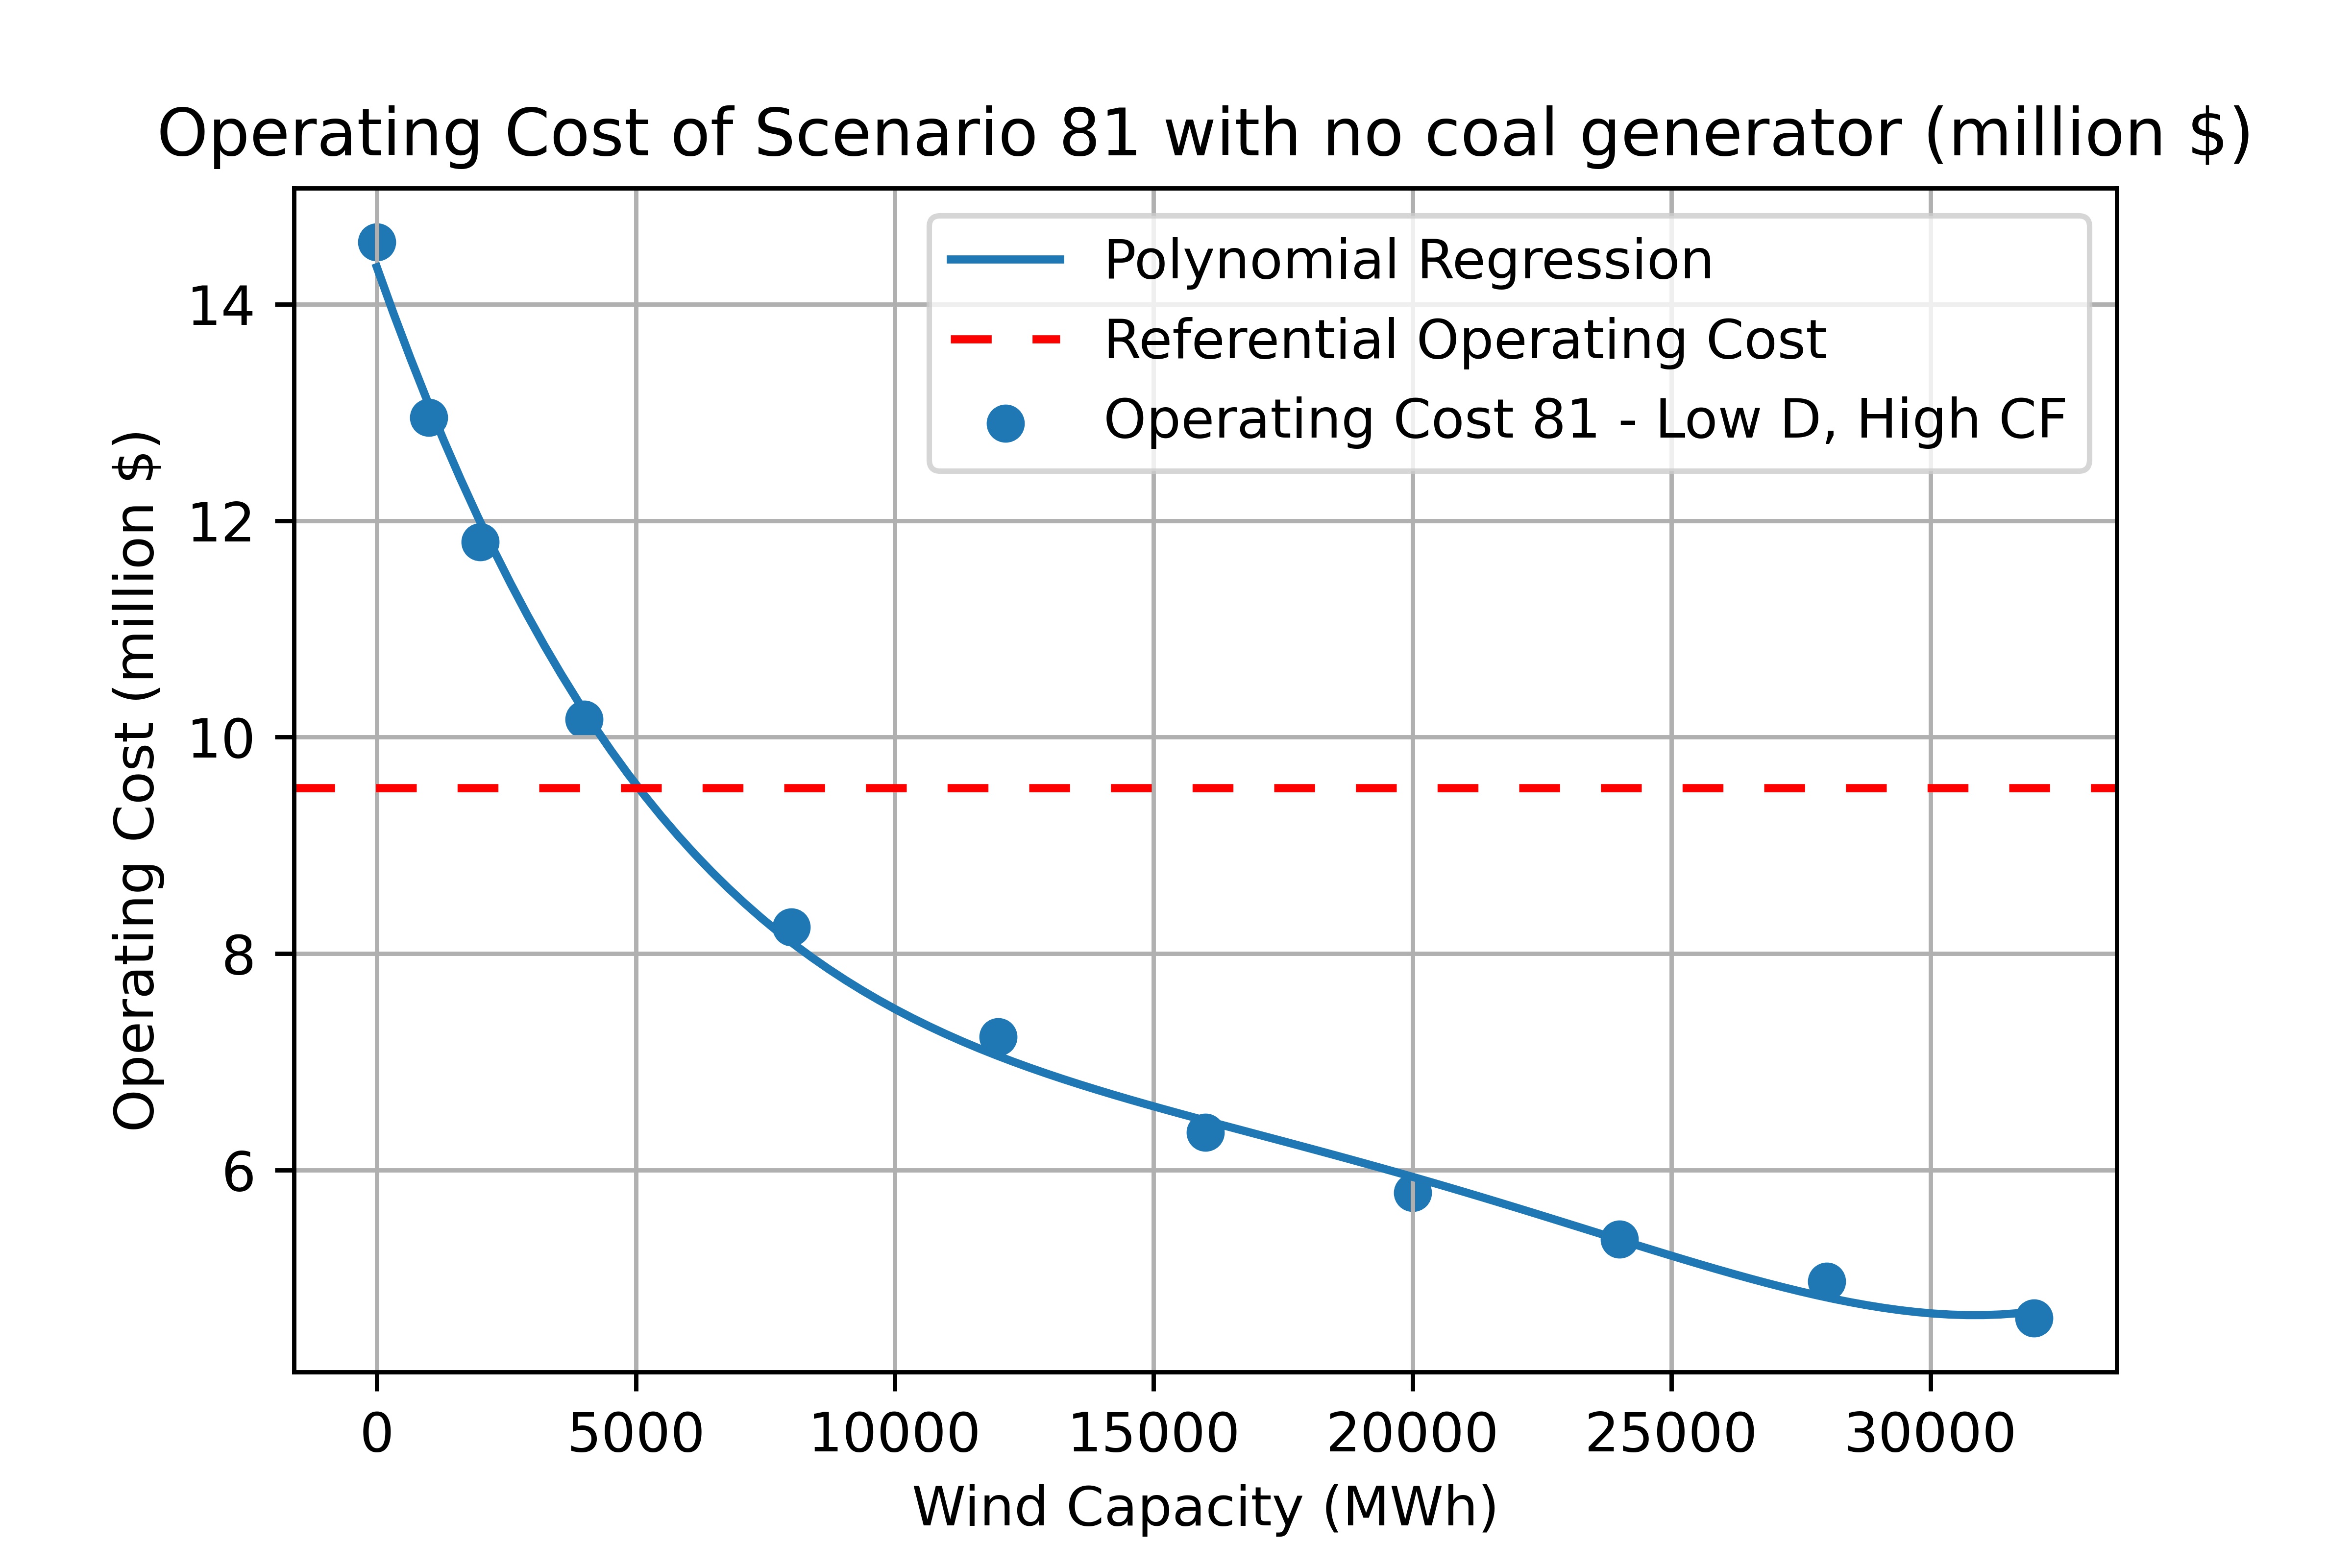 Operating Cost of Scenario 81 with no coal generator (million $)
Polynomial Regression
Referential Operating Cost
Operating Cost 81 - Low D, High CF
Operating Cost (million $)
14
12
10
8
6
0 5000 10000 15000 20000 25000 30000
Wind Capacity (MWh)